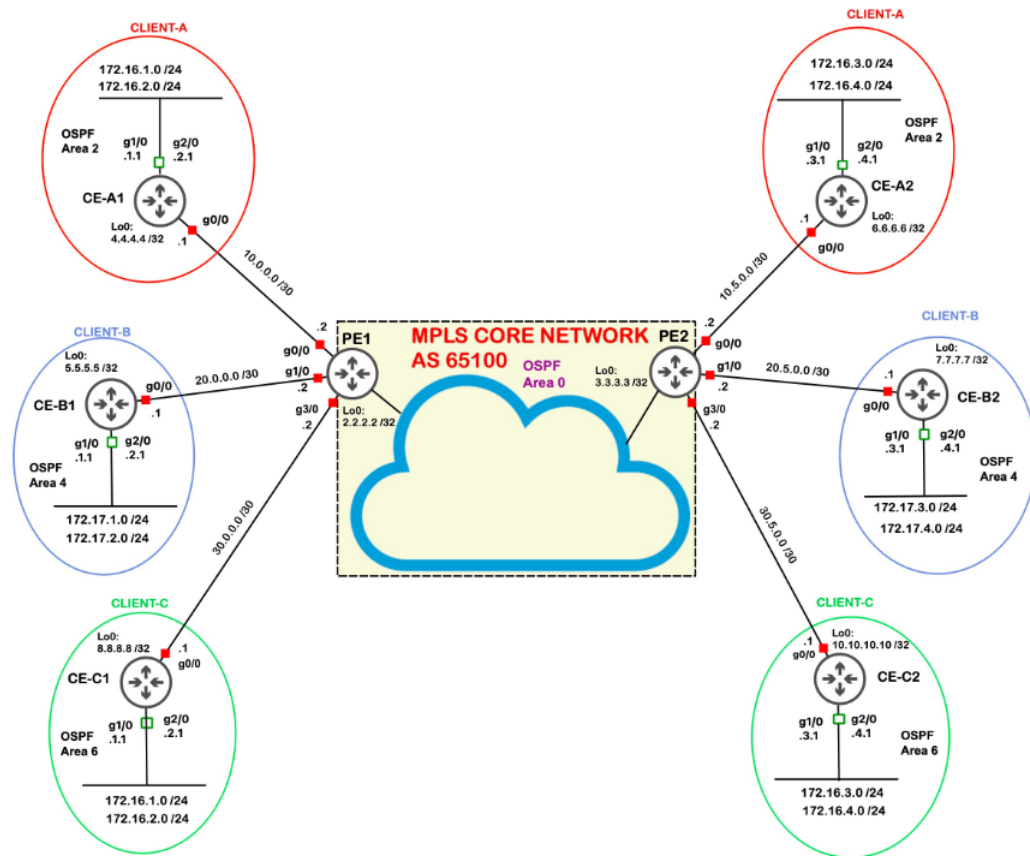 CLIENT-A
172.16.1.0 /24
172.16.2.0 /24
OSPF
Area 2
g1/0
.1.1
g2/0
.2.1
CE-A1
Lo0:
4.4.4.4 /32
g0/0
.1
10.0.0.0 /30
CLIENT-A
172.16.3.0 /24
172.16.4.0 /24
g1/0
.3.1
g2/0
.4.1
OSPF
Area 2
CE-A2
Lo0:
6.6.6.6 /32
.1
g0/0
10.5.0.0 /30
CLIENT-B
Lo0:
5.5.5.5 /32
g0/0
.1
CE-B1
20.0.0.0 /30
g1/0
.1.1
g2/0
.2.1
OSPF
Area 4
172.17.1.0 /24
172.17.2.0 /24
.2
PE1
g0/0
g1/0
.2
g3/0
.2
Lo0:
2.2.2.2 /32
MPLS CORE NETWORK
AS 65100
OSPF
Area 0
PE2
Lo0:
3.3.3.3 /32
.2
g0/0
g1/0
.2
g3/0
.2
20.5.0.0 /30
CLIENT-B
Lo0:
7.7.7.7 /32
.1
g0/0
CE-B2
g1/0
.3.1
g2/0
.4.1
OSPF
Area 4
172.17.3.0 /24
172.17.4.0 /24
30.0.0.0 /30
30.5.0.0 /30
CLIENT-C
Lo0:
8.8.8.8 /32
.1
g0/0
CE-C1
g1/0
.1.1
g2/0
.2.1
OSPF
Area 6
172.16.1.0 /24
172.16.2.0 /24
CLIENT-C
Lo0:
10.10.10.10 /32
.1
g0/0
CE-C2
g1/0
.3.1
g2/0
.4.1
OSPF
Area 6
172.16.3.0 /24
172.16.4.0 /24